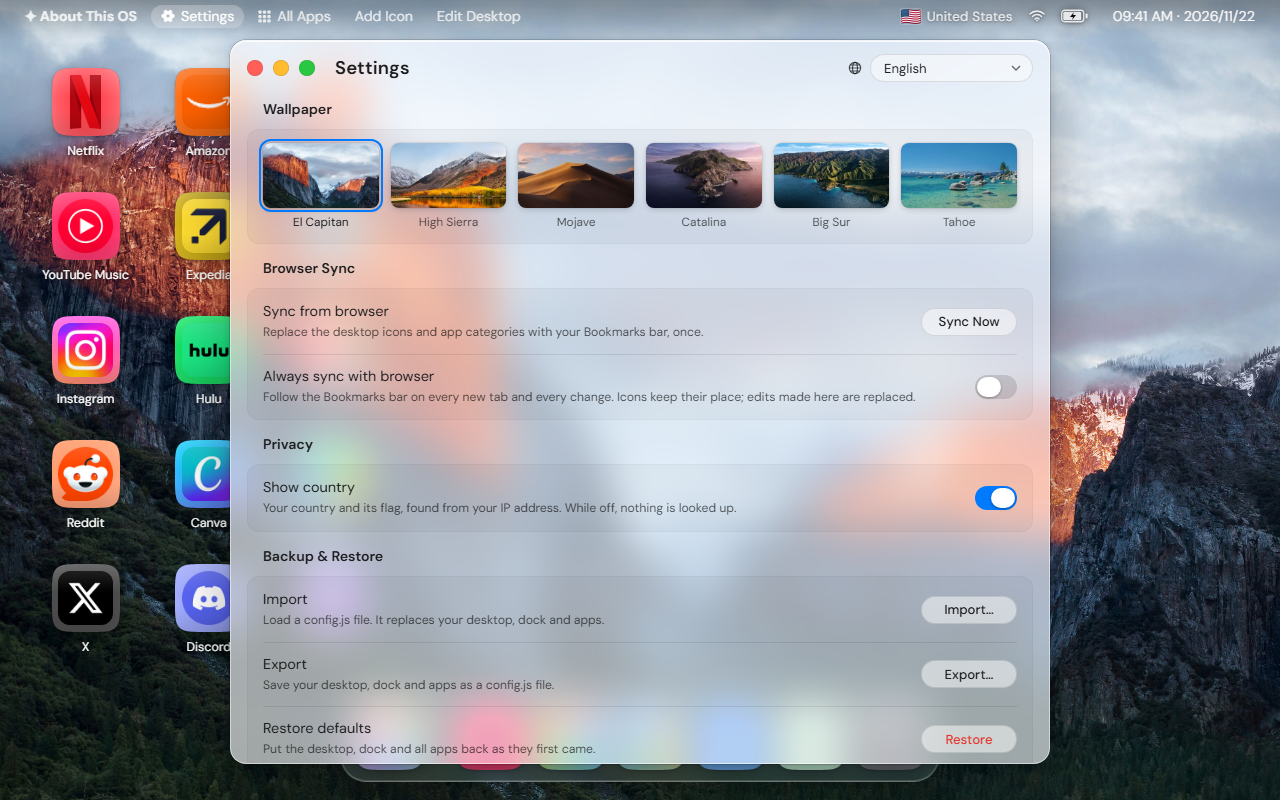 About This OS
Settings
All Apps
Add Icon
Edit Desktop
United States
09:41 AM · 2026/11/22
Settings
English
Wallpaper
El Capitan
High Sierra
Mojave
Catalina
Big Sur
Tahoe
Browser Sync
Sync from browser
Replace the desktop icons and app categories with your Bookmarks bar, once.
Sync Now
Always sync with browser
Follow the Bookmarks bar on every new tab and every change. Icons keep their place; edits made here are replaced.
Privacy
Show country
Your country and its flag, found from your IP address. While off, nothing is looked up.
Backup & Restore
Import
Load a config.js file. It replaces your desktop, dock and apps.
Import...
Export
Save your desktop, dock and apps as a config.js file.
Export...
Restore defaults
Put the desktop, dock and all apps back as they first came.
Restore
Netflix
Amazon
YouTube Music
Expedia
Instagram
hulu
Hulu
Reddit
Canva
X
Discord